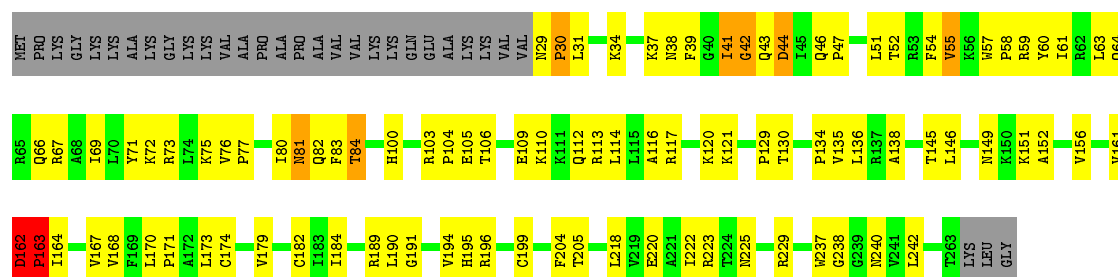 MET PRO LYS GLY LYS LYS ALA LYS GLY LYS LYS VAL ALA PRO ALA PRO ALA VAL VAL LYS LYS GLN GLU ALA LYS LYS VAL VAL N29 P30 L31 K34 K37 N38 F39 G40 I41 G42 Q43 D44 I45 Q46 P47 L51 T52 R53 F54 V55 K56 W57 P58 R59 Y60 I61 R62 L63 Q64
R65 Q66 R67 A68 I69 L70 Y71 K72 R73 L74 K75 V76 P77 I80 N81 Q82 F83 T84 H100 R103 P104 E105 T106 E109 K110 K111 Q112 R113 L114 L115 A116 R117 K120 K121 P129 T130 P134 V135 L136 R137 A138 T145 L146 N149 K150 K151 A152 V156 V161
D162 P163 I164 V167 V168 F169 L170 P171 A172 L173 C174 V179 C182 I183 I184 R189 L190 G191 V194 H195 R196 C199 F204 T205 L218 V219 E220 A221 I222 R223 T224 N225 R229 W237 G238 G239 N240 V241 L242 T263 LYS LEU GLY